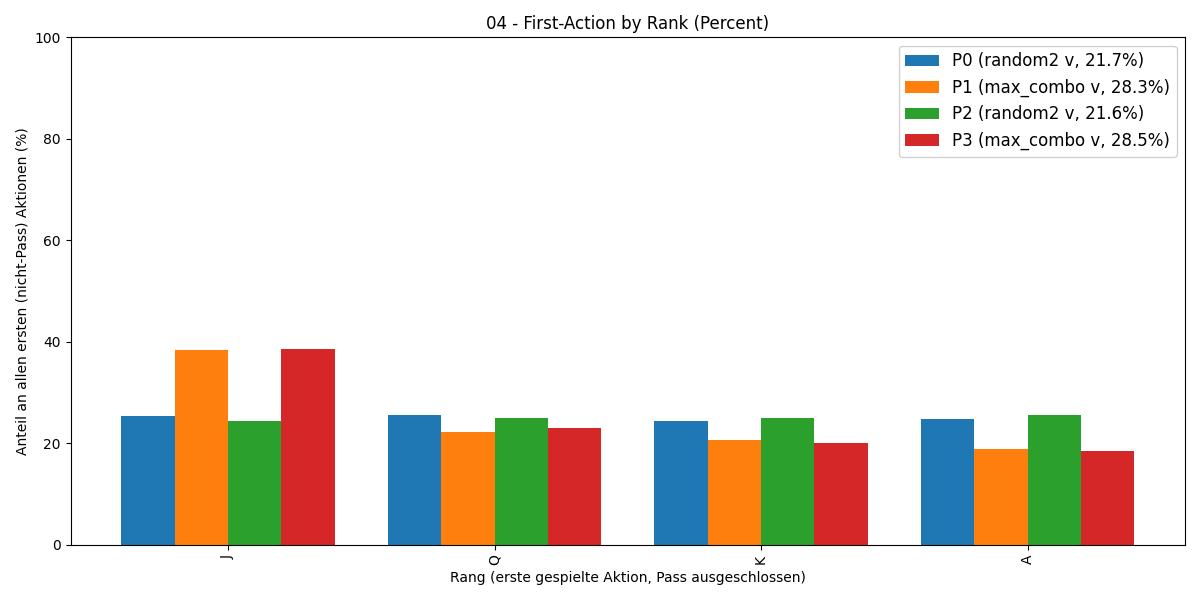 04 - First-Action by Rank (Percent)
P0 (random2 v, 21.7%)
P1 (max_combo v, 28.3%)
P2 (random2 v, 21.6%)
P3 (max_combo v, 28.5%)
Anteil an allen ersten (nicht-Pass) Aktionen (%)
100
80
60
40
20
0
J
Q
K
A
Rang (erste gespielte Aktion, Pass ausgeschlossen)